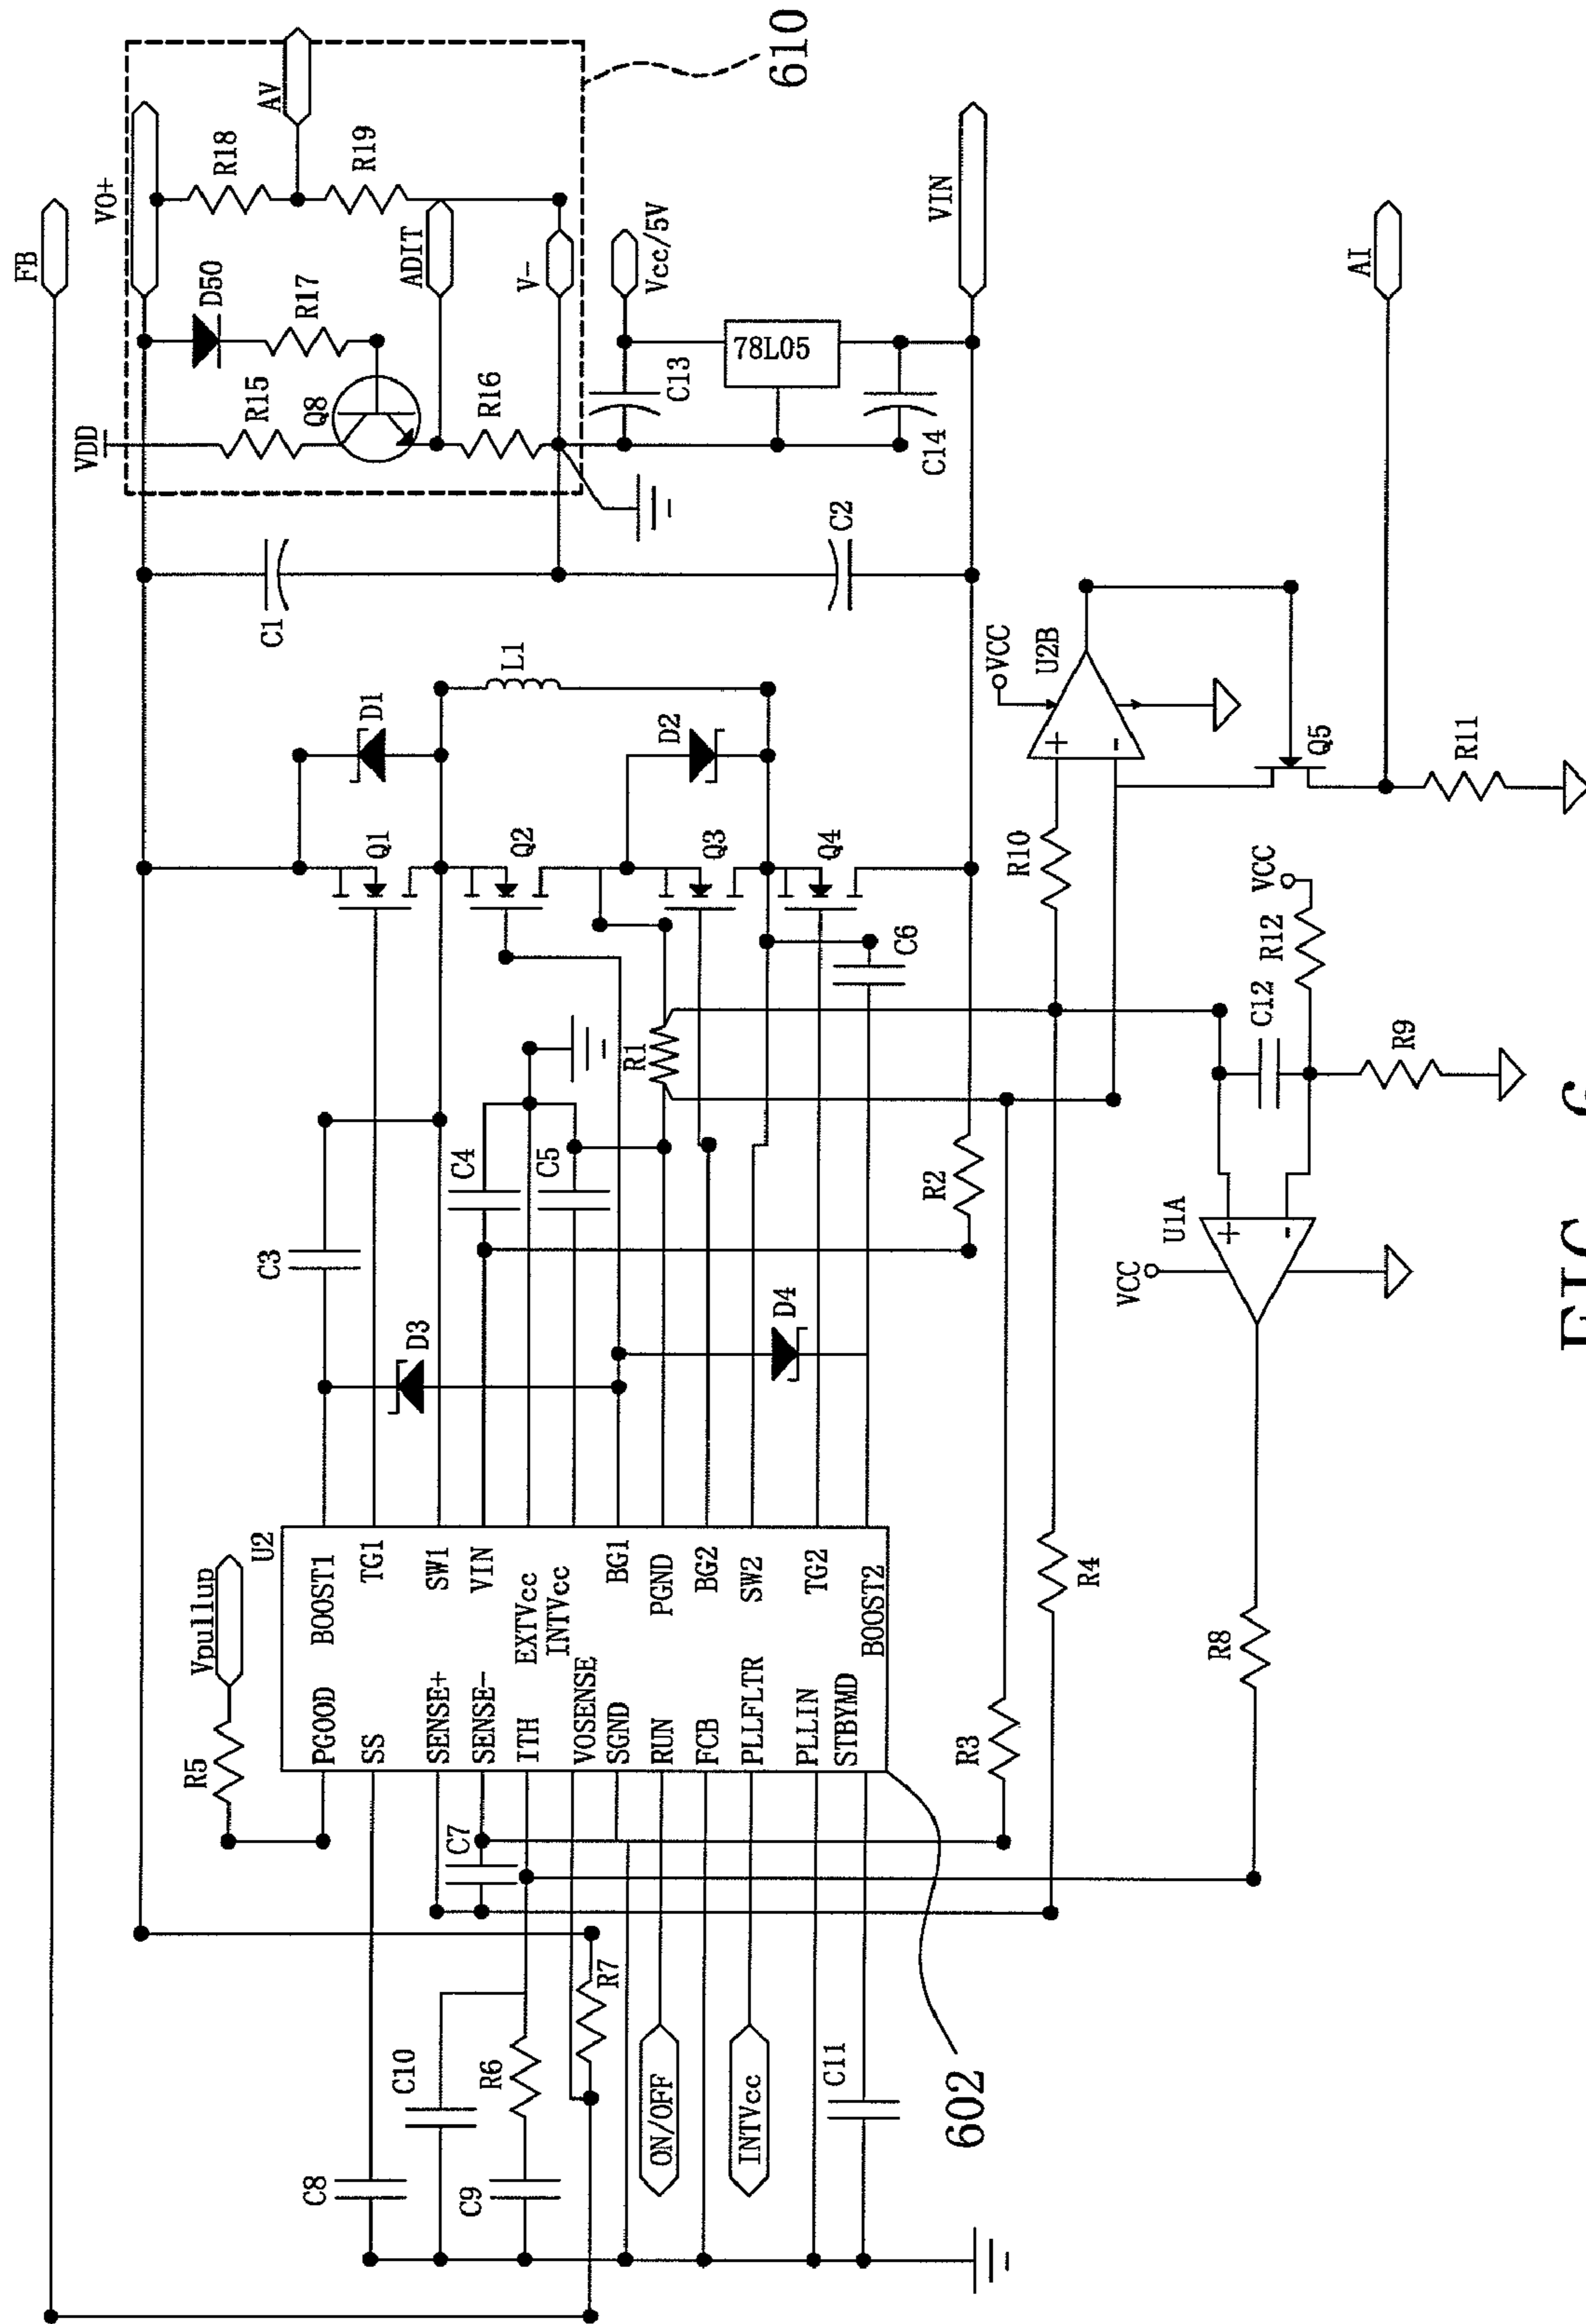 FB
VO+
AV
R18
R19
D50
R17
VDD
R15
Q8
ADIT
R16
V-
Vcc/5V
610
C13
78L05
C14
VIN
C1
C2
AI
L1
D1
D2
Q1
Q2
Q3
Q4
VCC
U2B
+
-
Q5
R11
R10
C6
VCC
R12
C12
R9
R1
C4
C5
R2
C3
U1A
+
-
VCC
D3
D4
Vpullup
R5
U2
PGOOD
BOOST1
SS
TG1
SENSE+
SW1
SENSE-
VIN
ITH
EXTVcc
INTVcc
VOSENSE
SGND
BG1
RUN
PGND
FCB
BG2
PLLFLTR
SW2
PLLIN
TG2
STBYMD
BOOST2
R4
R3
R8
C7
R7
C10
R6
C8
C9
ON/OFF
INTVcc
C11
602